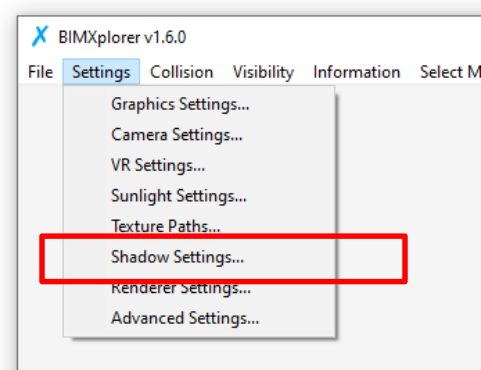 BIMXplorer v1.6.0
File Settings Collision Visibility Information Select M
Graphics Settings...
Camera Settings...
VR Settings...
Sunlight Settings...
Texture Paths...
Shadow Settings...
Renderer Settings...
Advanced Settings...